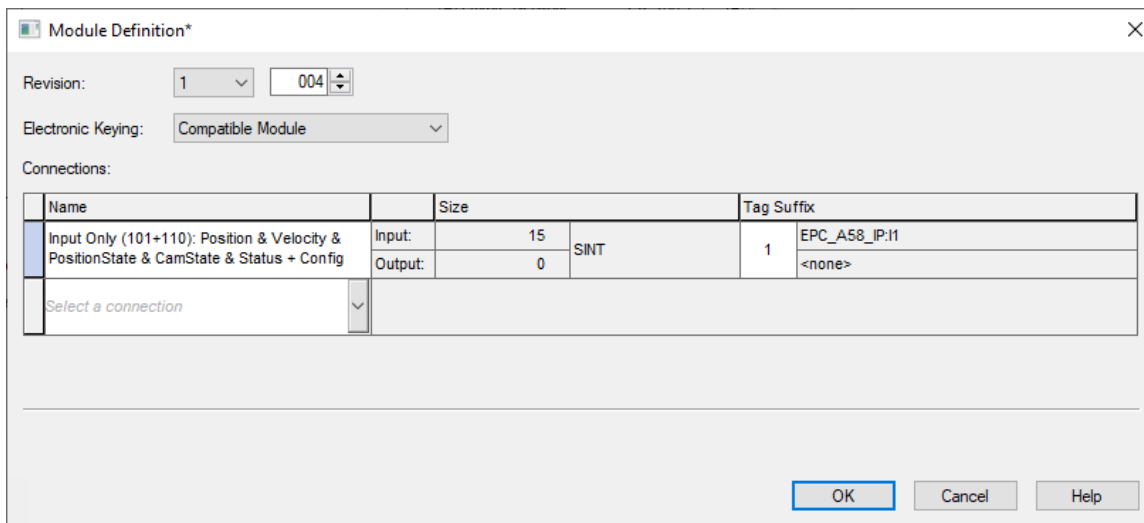 Module Definition*
Revision: 1 004
Electronic Keying: Compatible Module
Connections:
Name Size Tag Suffix
Input Only (101+110): Position & Velocity &
PositionState & CamState & Status + Config
Input: 15 SINT 1 EPC_A58_IP:I1
Output: 0 <none>
Select a connection
OK Cancel Help